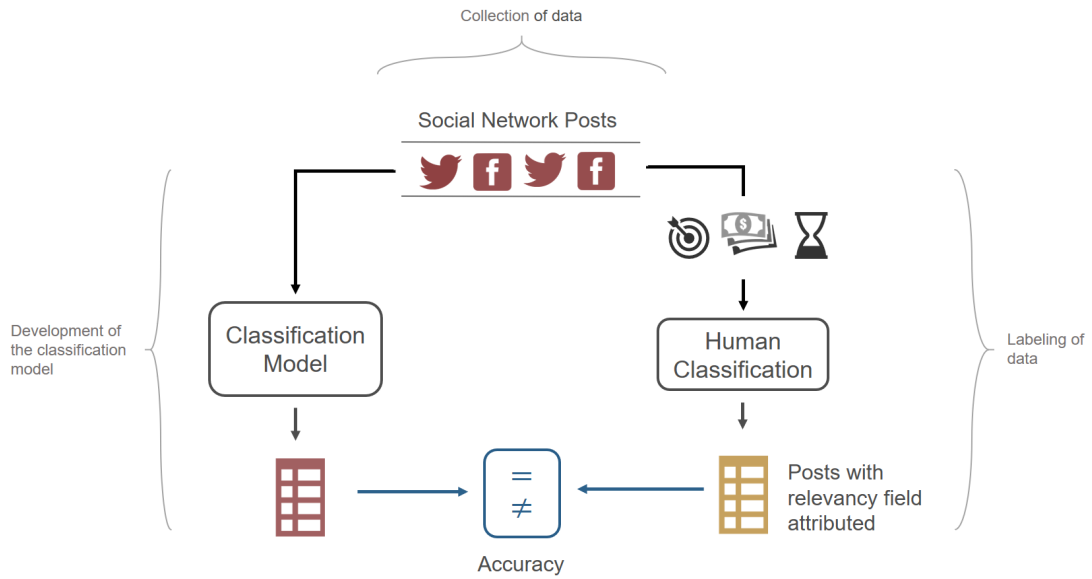 Collection of data
Social Network Posts
f
f
$
Classification
Model
Human
Classification
Development of
the classification
model
Labeling of
data
=
≠
Posts with
relevancy field
attributed
Accuracy